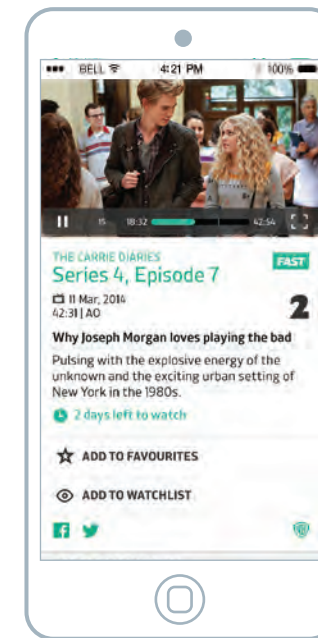 BELL 4:21 PM 100%
15 18:32 42:54
THE CARRIE DIARIES
Series 4, Episode 7
FAST
11 Mar, 2014
42:31 | AO
2
Why Joseph Morgan loves playing the bad
Pulsing with the explosive energy of the
unknown and the exciting urban setting of
New York in the 1980s.
2 days left to watch
ADD TO FAVOURITES
ADD TO WATCHLIST